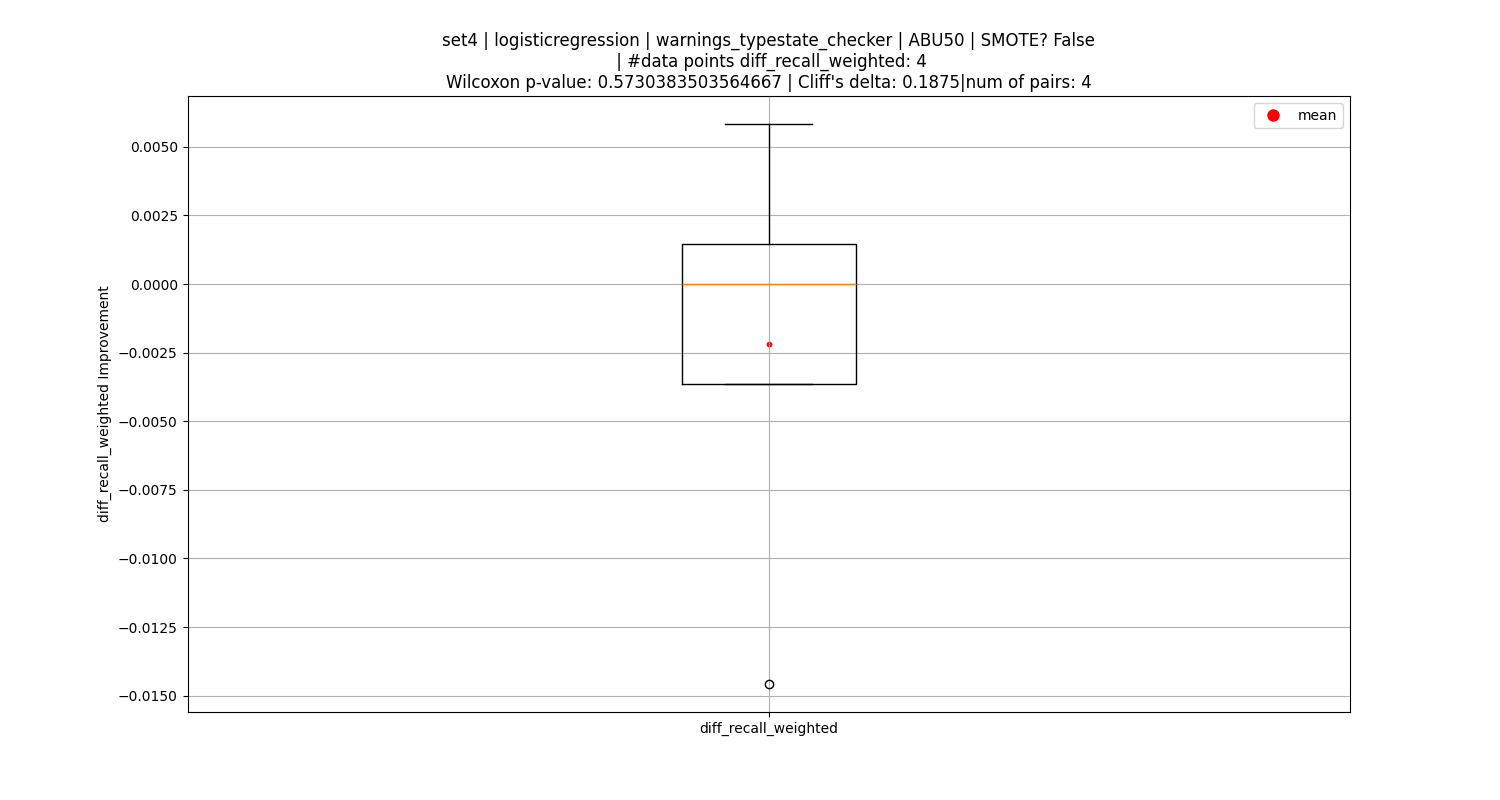 set4 | logisticregression | warnings_typestate_checker | ABU50 | SMOTE? False
| #data points diff_recall_weighted: 4
Wilcoxon p-value: 0.5730383503564667 | Cliff's delta: 0.1875|num of pairs: 4
mean
0.0050
0.0025
0.0000
−0.0025
−0.0050
−0.0075
−0.0100
−0.0125
−0.0150
diff_recall_weighted Improvement
diff_recall_weighted